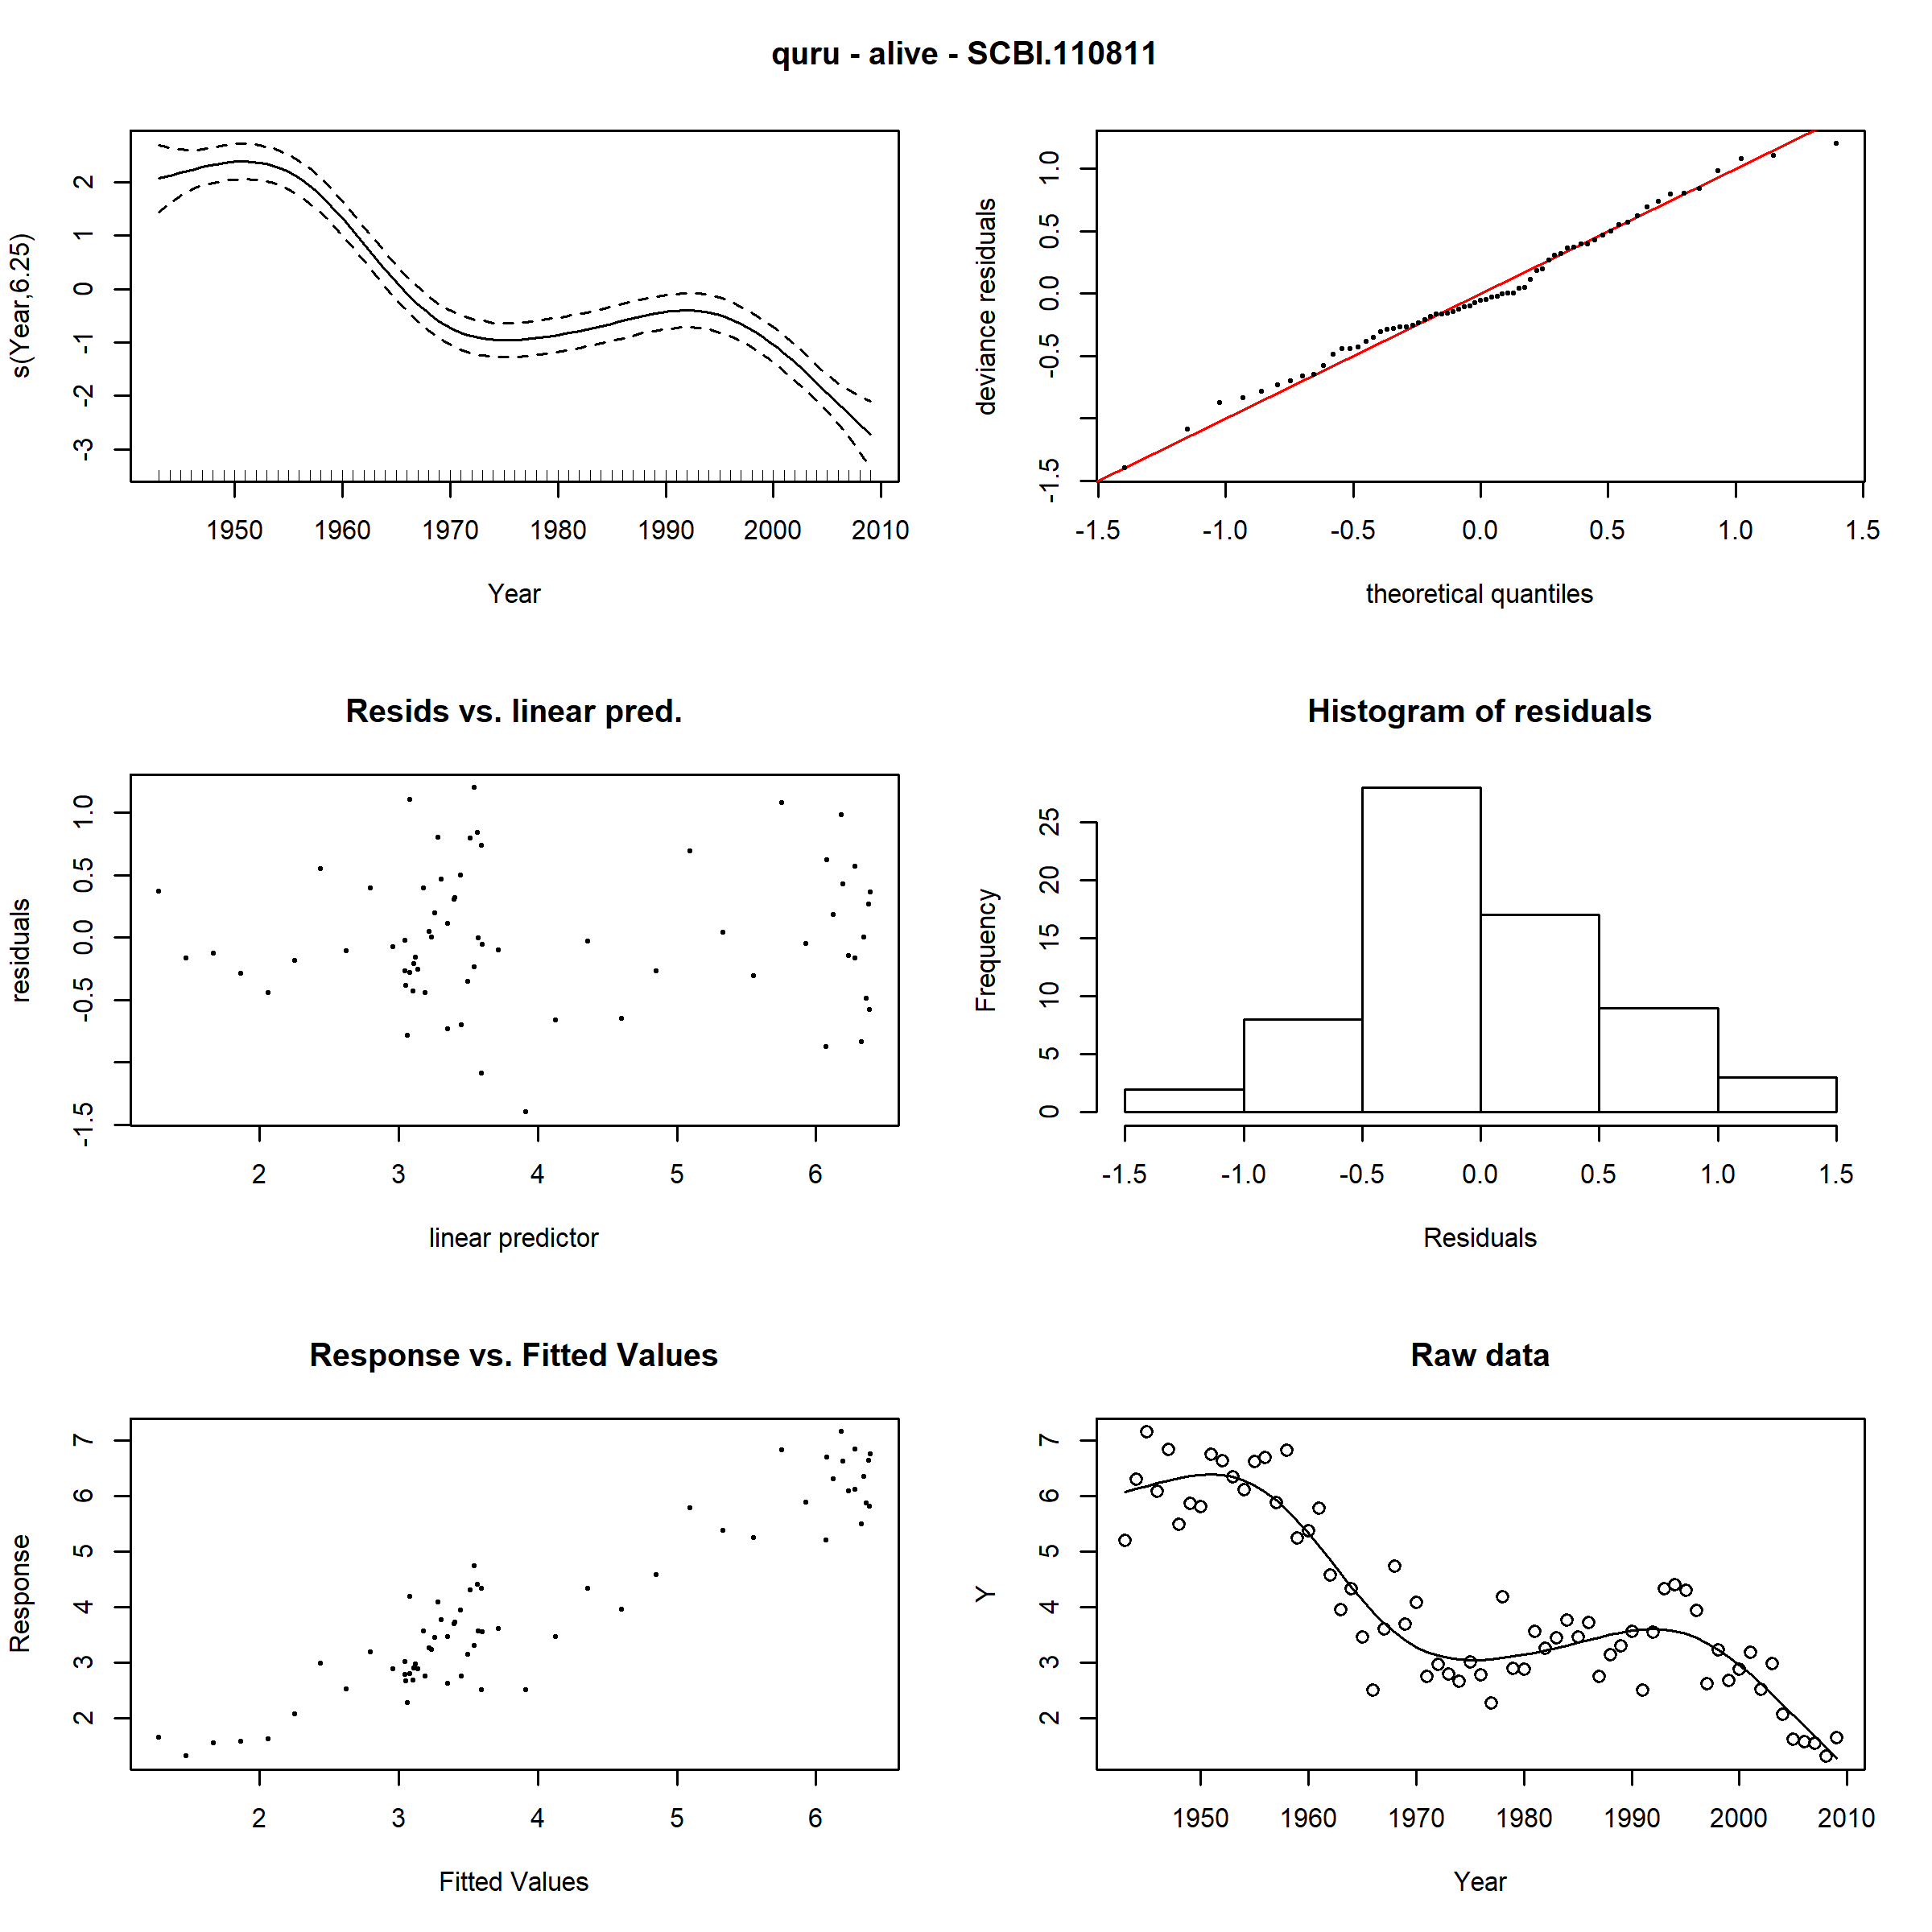 quru - alive - SCBI.110811
s(Year,6.25)
2
1
0
-1
-2
-3
1950 1960 1970 1980 1990 2000 2010
Year
deviance residuals
1.0
0.5
0.0
-0.5
-1.5
-1.5 -1.0 -0.5 0.0 0.5 1.0 1.5
theoretical quantiles
Resids vs. linear pred.
residuals
1.0
0.5
0.0
-0.5
-1.5
2 3 4 5 6
linear predictor
Histogram of residuals
Frequency
25
20
15
10
5
0
-1.5 -1.0 -0.5 0.0 0.5 1.0 1.5
Residuals
Response vs. Fitted Values
Response
7
6
5
4
3
2
2 3 4 5 6
Fitted Values
Raw data
Y
7
6
5
4
3
2
1950 1960 1970 1980 1990 2000 2010
Year